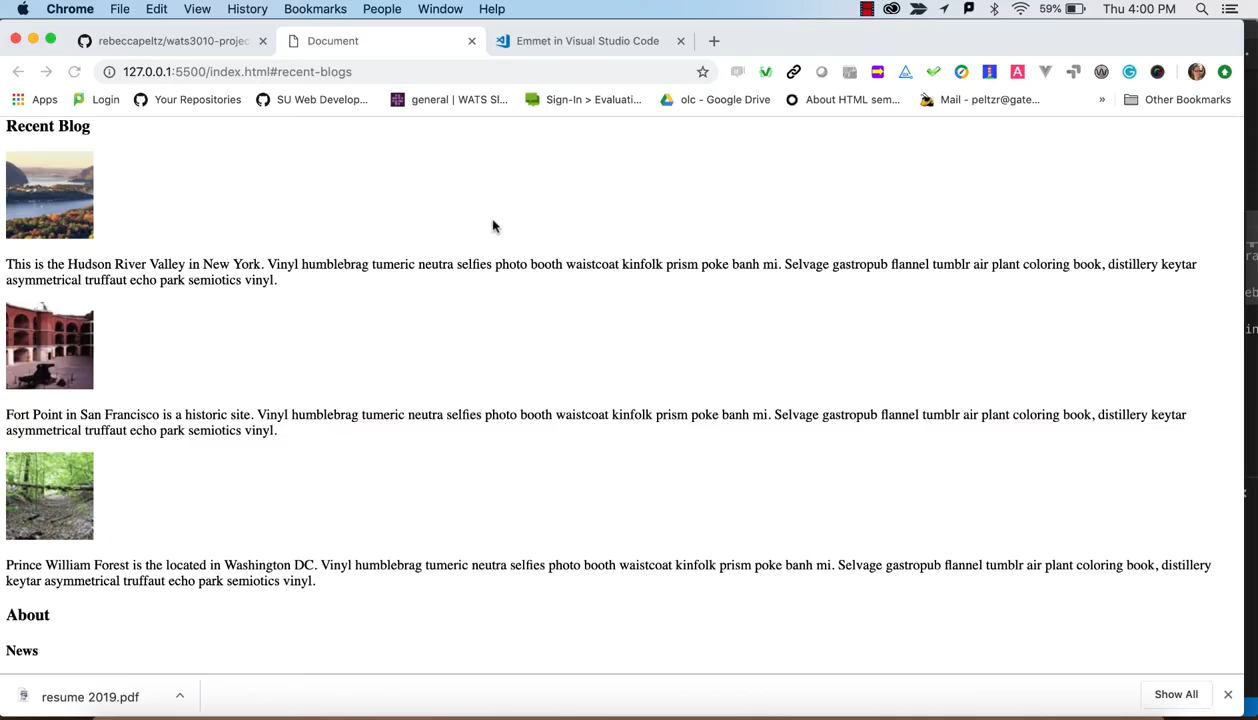 Chrome File Edit View History Bookmarks People Window Help 59% Thu 4:00 PM
rebeccapeltz/wats3010-projec Document Emmet in Visual Studio Code
127.0.0.1:5500/index.html#recent-blogs
Apps Login Your Repositories SU Web Develop... general | WATS Sl... Sign-In > Evaluati... olc - Google Drive About HTML sem... Mail - peltzr@gate... » Other Bookmarks
Recent Blog
This is the Hudson River Valley in New York. Vinyl humblebrag tumeric neutra selfies photo booth waistcoat kinfolk prism poke banh mi. Selvage gastropub flannel tumblr air plant coloring book, distillery keytar
asymmetrical truffaut echo park semiotics vinyl.
Fort Point in San Francisco is a historic site. Vinyl humblebrag tumeric neutra selfies photo booth waistcoat kinfolk prism poke banh mi. Selvage gastropub flannel tumblr air plant coloring book, distillery keytar
asymmetrical truffaut echo park semiotics vinyl.
Prince William Forest is the located in Washington DC. Vinyl humblebrag tumeric neutra selfies photo booth waistcoat kinfolk prism poke banh mi. Selvage gastropub flannel tumblr air plant coloring book, distillery
keytar asymmetrical truffaut echo park semiotics vinyl.
About
News
resume 2019.pdf Show All